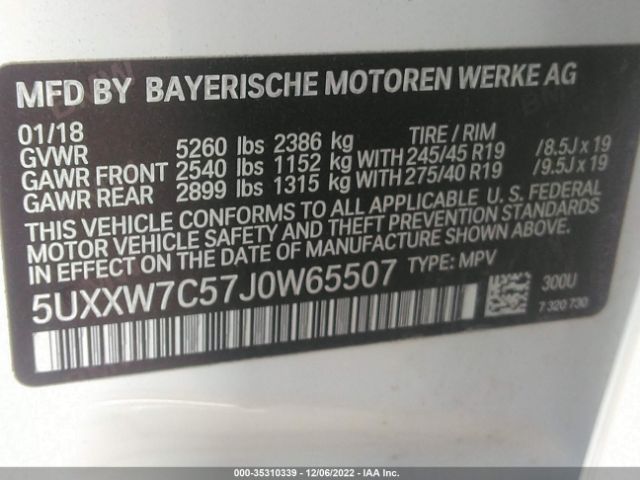 MFD BY BAYERISCHE MOTOREN WERKE AG
01/18 TIRE / RIM
GVWR 5260 lbs 2386 kg
GAWR FRONT 2540 lbs 1152 kg WITH 245/45 R19 /8.5J x 19
GAWR REAR 2899 lbs 1315 kg WITH 275/40 R19 /9.5J x 19
THIS VEHICLE CONFORMS TO ALL APPLICABLE U. S. FEDERAL
MOTOR VEHICLE SAFETY AND THEFT PREVENTION STANDARDS
IN EFFECT ON THE DATE OF MANUFACTURE SHOWN ABOVE.
5UXXW7C57J0W65507 TYPE: MPV
300U
7 320 730
000-35310339 - 12/06/2022 - IAA Inc.